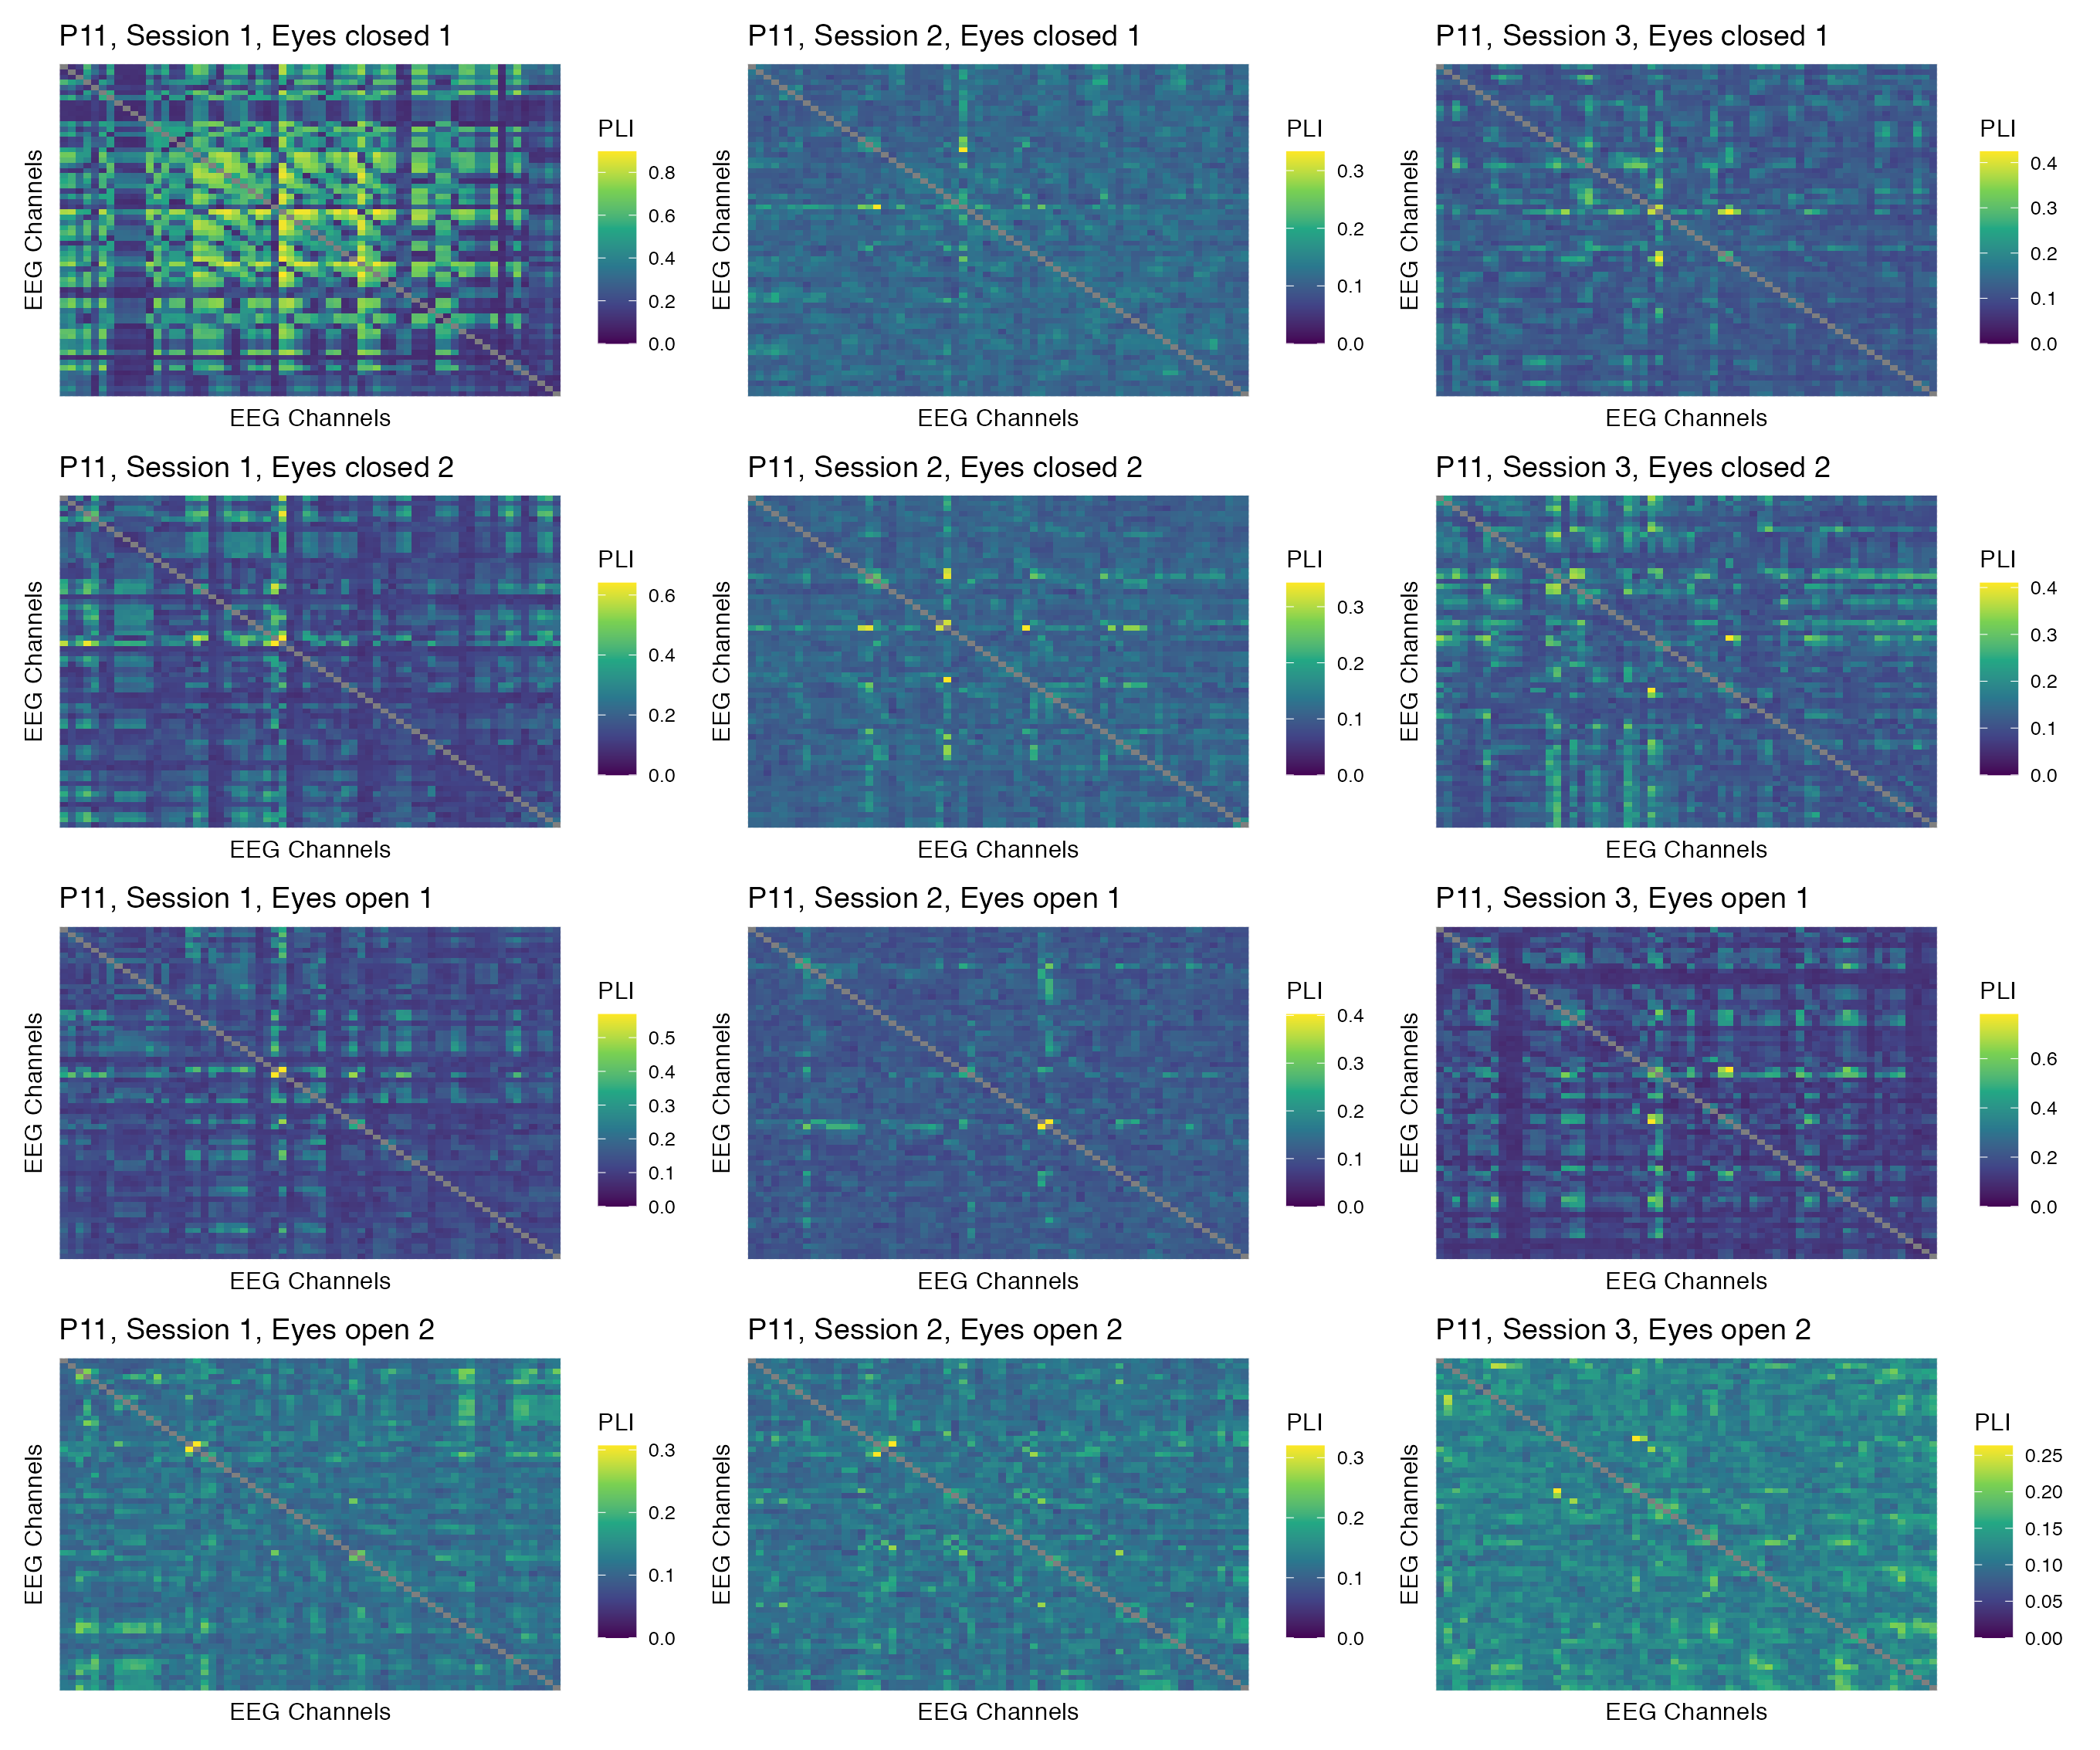 P11, Session 1, Eyes closed 1
EEG Channels
EEG Channels
PLI
0.8
0.6
0.4
0.2
0.0
P11, Session 2, Eyes closed 1
EEG Channels
EEG Channels
PLI
0.3
0.2
0.1
0.0
P11, Session 3, Eyes closed 1
EEG Channels
EEG Channels
PLI
0.4
0.3
0.2
0.1
0.0
P11, Session 1, Eyes closed 2
EEG Channels
EEG Channels
PLI
0.6
0.4
0.2
0.0
P11, Session 2, Eyes closed 2
EEG Channels
EEG Channels
PLI
0.3
0.2
0.1
0.0
P11, Session 3, Eyes closed 2
EEG Channels
EEG Channels
PLI
0.4
0.3
0.2
0.1
0.0
P11, Session 1, Eyes open 1
EEG Channels
EEG Channels
PLI
0.5
0.4
0.3
0.2
0.1
0.0
P11, Session 2, Eyes open 1
EEG Channels
EEG Channels
PLI
0.4
0.3
0.2
0.1
0.0
P11, Session 3, Eyes open 1
EEG Channels
EEG Channels
PLI
0.6
0.4
0.2
0.0
P11, Session 1, Eyes open 2
EEG Channels
EEG Channels
PLI
0.3
0.2
0.1
0.0
P11, Session 2, Eyes open 2
EEG Channels
EEG Channels
PLI
0.3
0.2
0.1
0.0
P11, Session 3, Eyes open 2
EEG Channels
EEG Channels
PLI
0.25
0.20
0.15
0.10
0.05
0.00